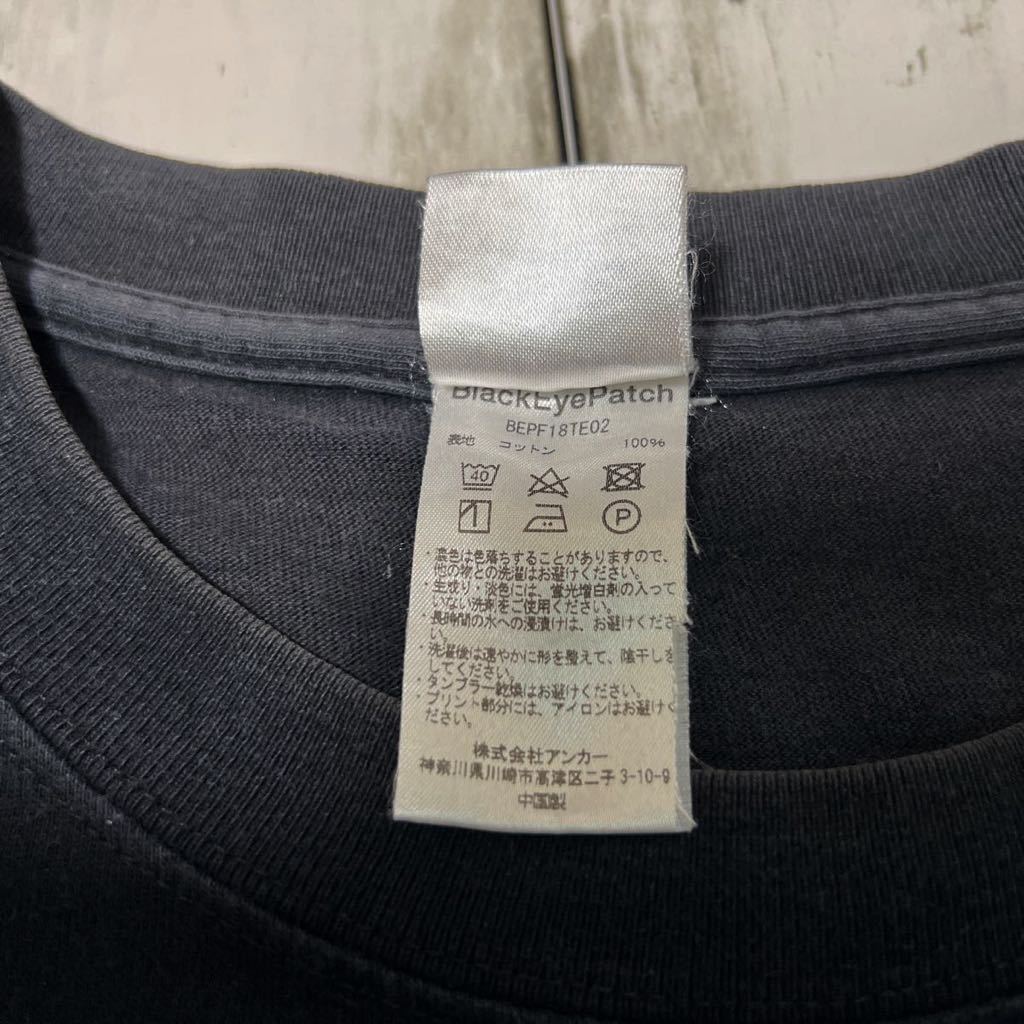 BlackEyePatch
BEPF18TE02
表地 コットン 100%
40
P
・濃色は色落ちすることがありますので、
他の物との洗濯はお避けください。
・生成り・淡色には、蛍光増白剤の入って
いない洗剤をご使用ください。
・長時間の水への浸漬けは、お避けくださ
い。
・洗濯後は速やかに形を整えて、陰干しを
してください。
・タンブラー乾燥はお避けください。
・プリント部分には、アイロンはお避けく
ださい。
株式会社アンカー
神奈川県川崎市高津区二子 3-10-9
中国製